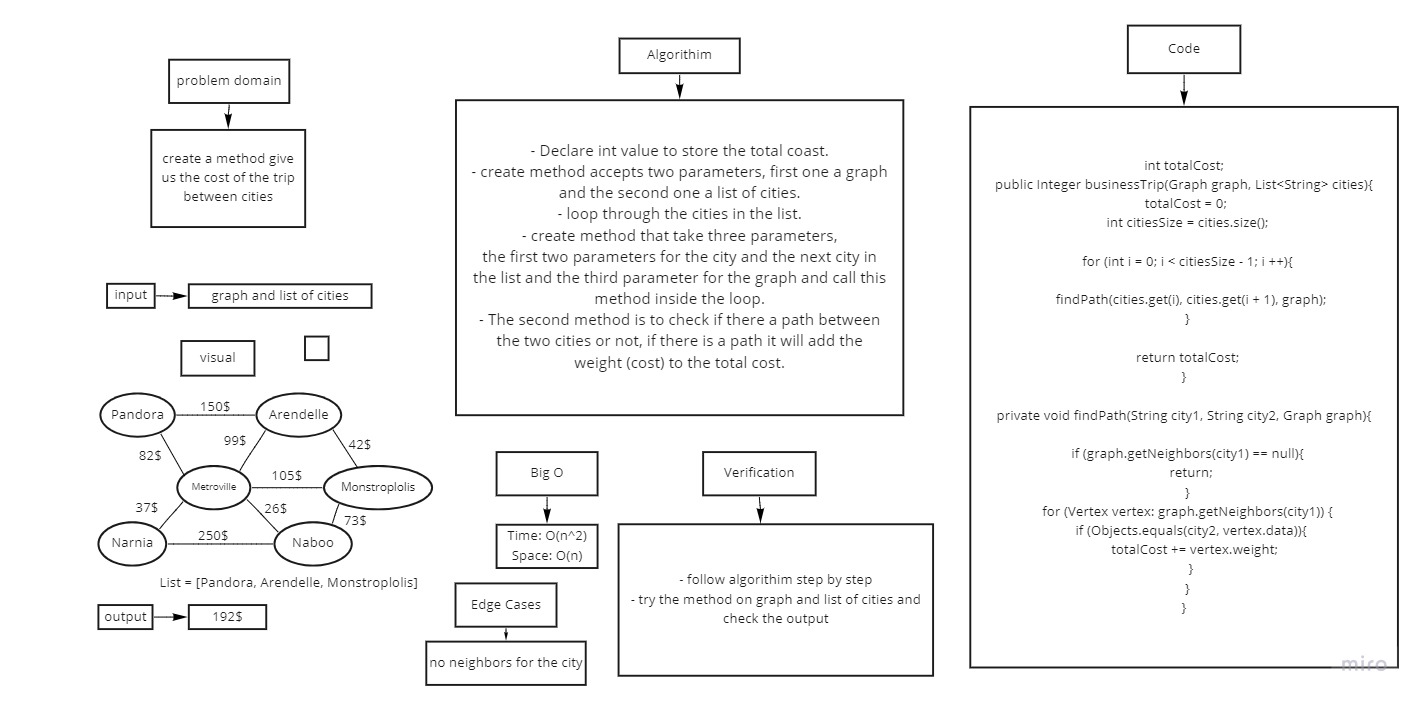 problem domain
create a method give
us the cost of the trip
between cities
input
graph and list of cities
visual
Pandora
150$
Arendelle
82$
99$
42$
Metroville
105$
Monstroplolis
37$
26$
73$
Narnia
250$
Naboo
List = [Pandora, Arendelle, Monstroplolis]
output
192$
Algorithim
- Declare int value to store the total coast.
- create method accepts two parameters, first one a graph
and the second one a list of cities.
- loop through the cities in the list.
- create method that take three parameters,
the first two parameters for the city and the next city in
the list and the third parameter for the graph and call this
method inside the loop.
- The second method is to check if there a path between
the two cities or not, if there is a path it will add the
weight (cost) to the total cost.
Big O
Time: O(n^2)
Space: O(n)
Edge Cases
no neighbors for the city
Verification
- follow algorithim step by step
- try the method on graph and list of cities and
check the output
Code
int totalCost;
public Integer businessTrip(Graph graph, List<String> cities){
totalCost = 0;
int citiesSize = cities.size();
for (int i = 0; i < citiesSize - 1; i ++){
findPath(cities.get(i), cities.get(i + 1), graph);
}
return totalCost;
}
private void findPath(String city1, String city2, Graph graph){
if (graph.getNeighbors(city1) == null){
return;
}
for (Vertex vertex: graph.getNeighbors(city1)) {
if (Objects.equals(city2, vertex.data)){
totalCost += vertex.weight;
}
}
}
miro